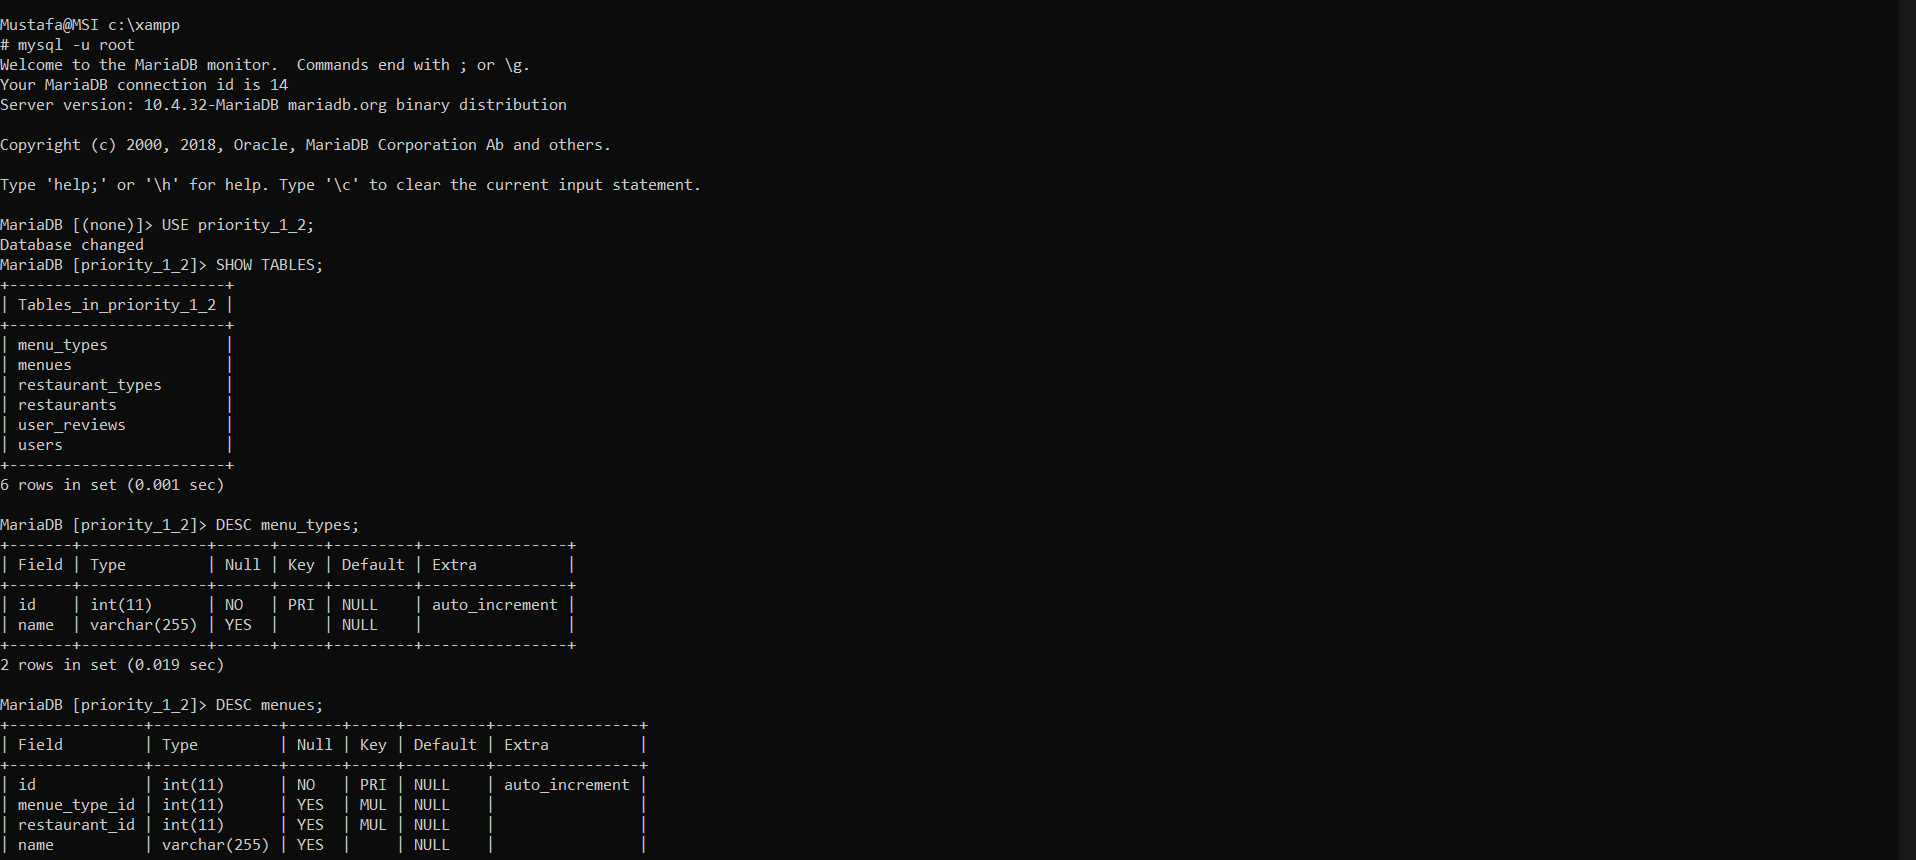 Mustafa@MSI c:\xampp
# mysql -u root
Welcome to the MariaDB monitor.  Commands end with ; or \g.
Your MariaDB connection id is 14
Server version: 10.4.32-MariaDB mariadb.org binary distribution

Copyright (c) 2000, 2018, Oracle, MariaDB Corporation Ab and others.

Type 'help;' or '\h' for help. Type '\c' to clear the current input statement.

MariaDB [(none)]> USE priority_1_2;
Database changed
MariaDB [priority_1_2]> SHOW TABLES;
+------------------------+
| Tables_in_priority_1_2 |
+------------------------+
| menu_types             |
| menues                 |
| restaurant_types       |
| restaurants            |
| user_reviews           |
| users                  |
+------------------------+
6 rows in set (0.001 sec)

MariaDB [priority_1_2]> DESC menu_types;
+-------+--------------+------+-----+---------+----------------+
| Field | Type         | Null | Key | Default | Extra          |
+-------+--------------+------+-----+---------+----------------+
| id    | int(11)      | NO   | PRI | NULL    | auto_increment |
| name  | varchar(255) | YES  |     | NULL    |                |
+-------+--------------+------+-----+---------+----------------+
2 rows in set (0.019 sec)

MariaDB [priority_1_2]> DESC menues;
+---------------+--------------+------+-----+---------+----------------+
| Field         | Type         | Null | Key | Default | Extra          |
+---------------+--------------+------+-----+---------+----------------+
| id            | int(11)      | NO   | PRI | NULL    | auto_increment |
| menue_type_id | int(11)      | YES  | MUL | NULL    |                |
| restaurant_id | int(11)      | YES  | MUL | NULL    |                |
| name          | varchar(255) | YES  |     | NULL    |                |